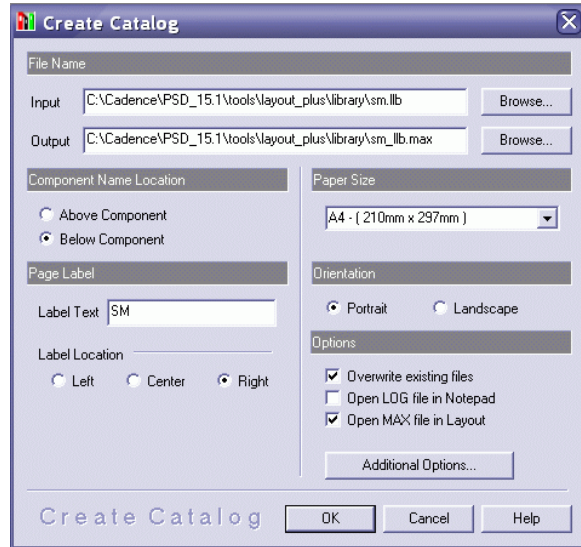 Create Catalog
File Name
Input C:\Cadence\PSD_15.1\tools\layout_plus\library\sm.llb Browse...
Output C:\Cadence\PSD_15.1\tools\layout_plus\library\sm_llb.max Browse...
Component Name Location
Above Component
Below Component
Paper Size
A4 - ( 210mm x 297mm )
Page Label
Label Text SM
Label Location
Left Center Right
Orientation
Portrait Landscape
Options
Overwrite existing files
Open LOG file in Notepad
Open MAX file in Layout
Additional Options...
Create Catalog OK Cancel Help